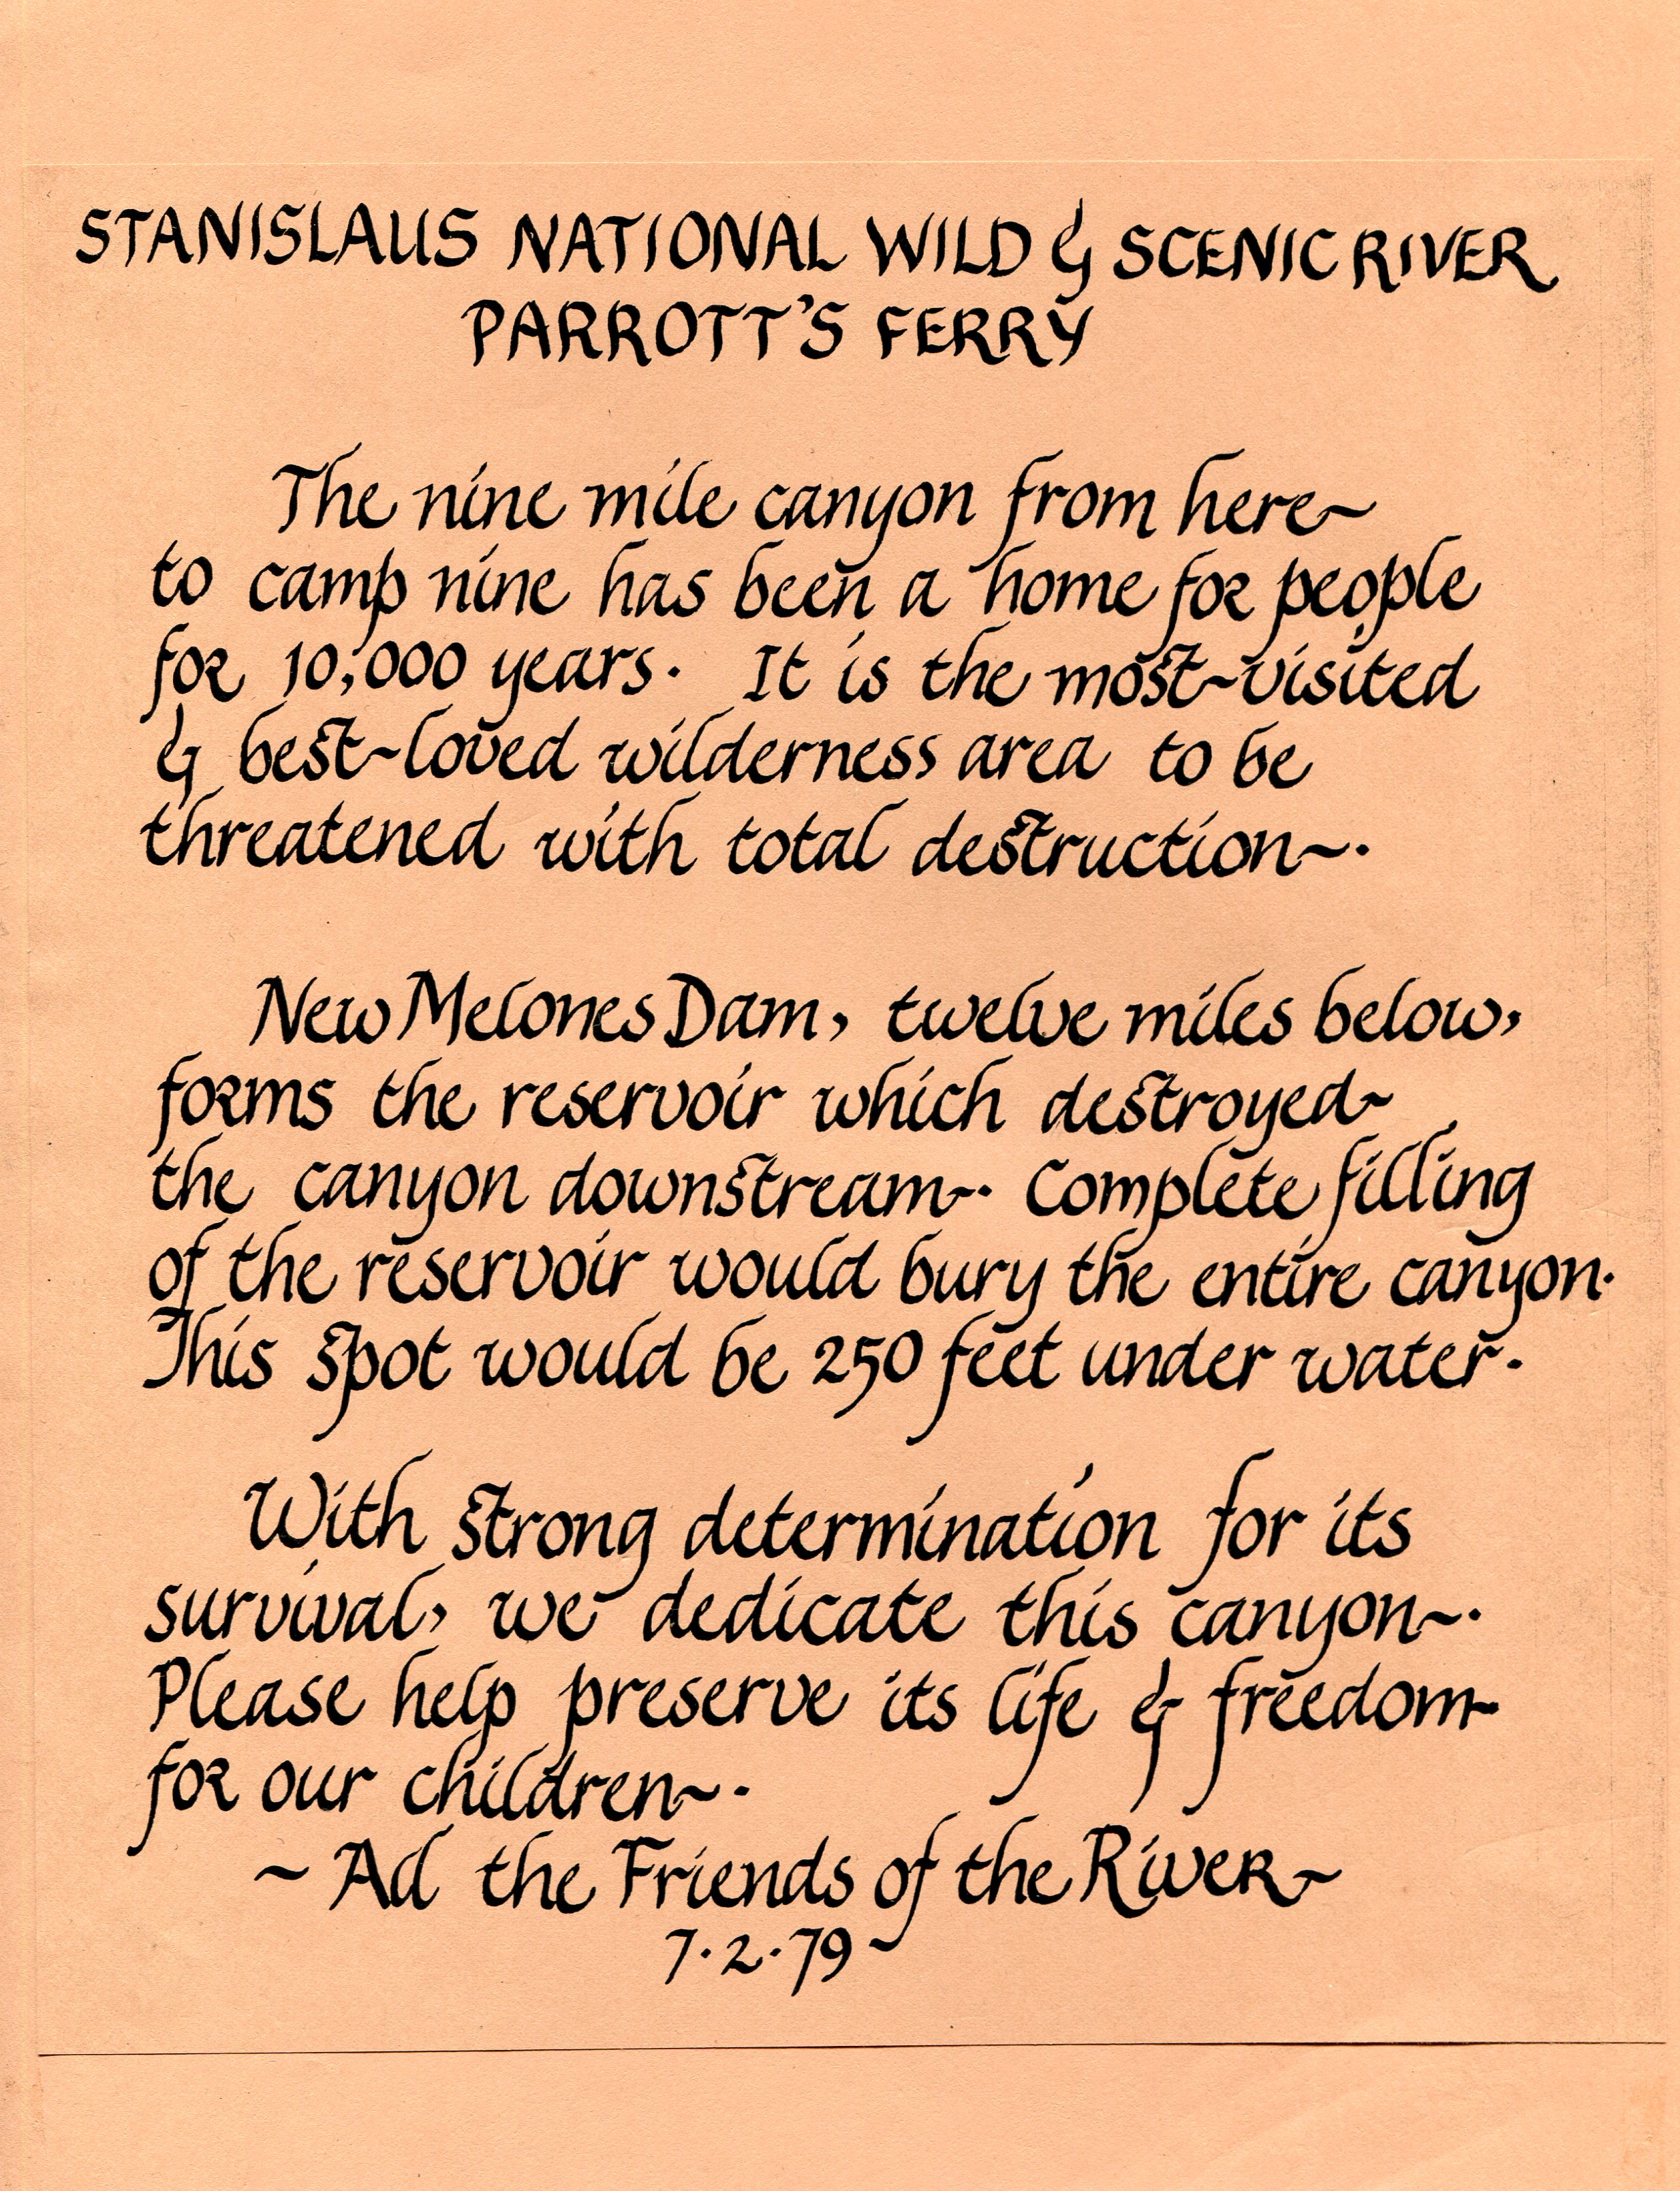 STANISLAUS NATIONAL WILD & SCENIC RIVER
PARROTT'S FERRY
The nine mile canyon from here~
to camp nine has been a home for people
for 10,000 years. It is the most~visited
& best~loved wilderness area to be
threatened with total destruction~.
New Melones Dam, twelve miles below,
forms the reservoir which destroyed~
the canyon downstream~. Complete filling
of the reservoir would bury the entire canyon.
This spot would be 250 feet under water.
With strong determination for its
survival, we dedicate this canyon~.
Please help preserve its life & freedom~
for our children~.
~ Ad the Friends of the River~
7.2.79~